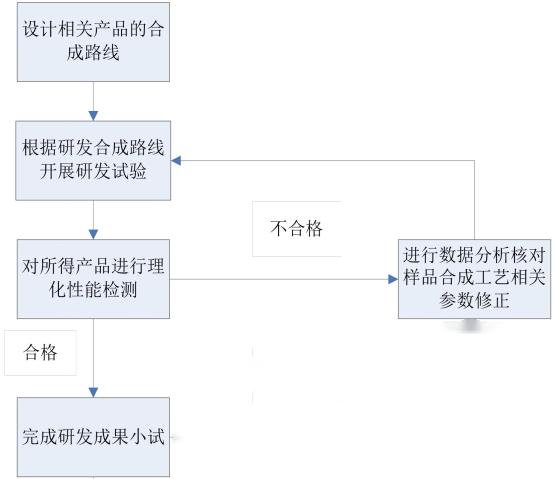 设计相关产品的合
成路线
根据研发合成路线
开展研发试验
不合格
对所得产品进行理
化性能检测
进行数据分析核对
样品合成工艺相关
参数修正
合格
完成研发成果小试